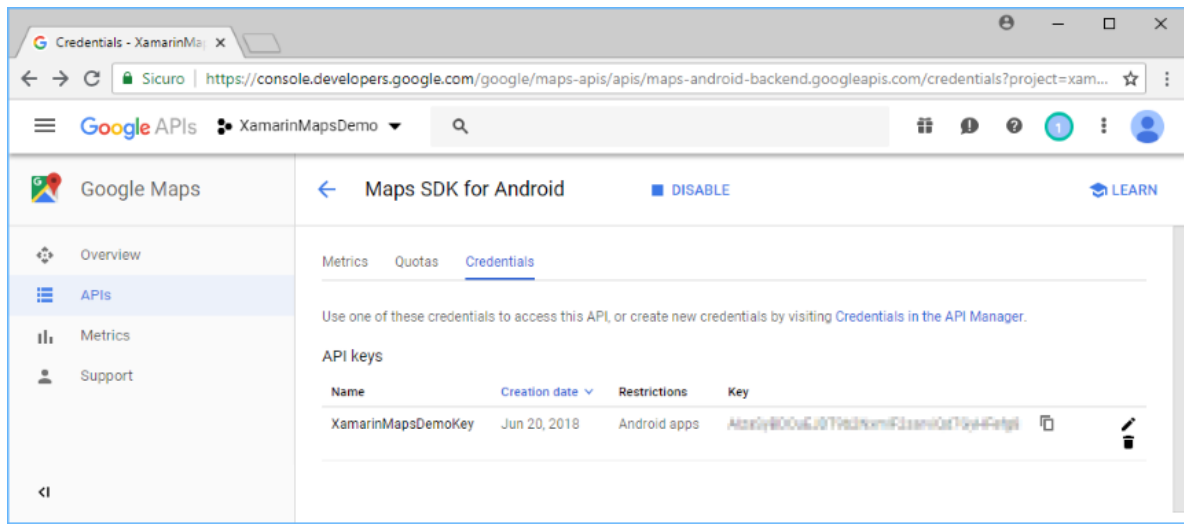 Credentials - XamarinMap
Sicuro | https://console.developers.google.com/google/maps-apis/apis/maps-android-backend.googleapis.com/credentials?project=xam...
Google APIs XamarinMapsDemo 1
Google Maps Maps SDK for Android DISABLE LEARN
Overview
APIs
Metrics
Support
Metrics Quotas Credentials
Use one of these credentials to access this API, or create new credentials by visiting Credentials in the API Manager.
API keys
Name Creation date Restrictions Key
XamarinMapsDemoKey Jun 20, 2018 Android apps